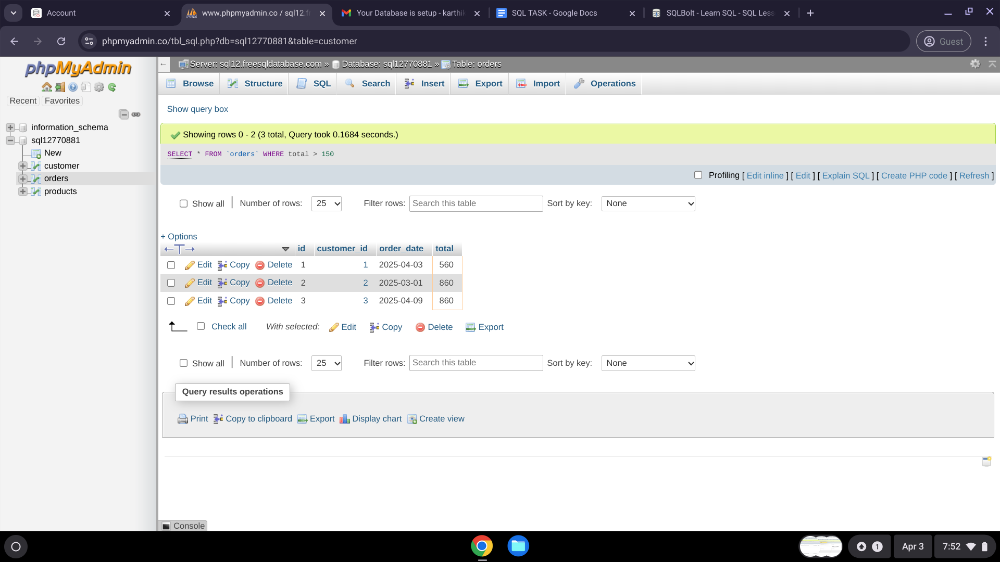 Account
www.phpmyadmin.co / sql12.fr
Your Database is setup - karthik
SQL TASK - Google Docs
SQLBolt - Learn SQL - SQL Less
phpmyadmin.co/tbl_sql.php?db=sql12770881&table=customer
Guest
phpMyAdmin
Recent
Favorites
information_schema
sql12770881
New
customer
orders
products
Server: sql12.freesqldatabase.com » Database: sql12770881 » Table: orders
Browse
Structure
SQL
Search
Insert
Export
Import
Operations
Show query box
Showing rows 0 - 2 (3 total, Query took 0.1684 seconds.)
SELECT * FROM `orders` WHERE total > 150
Profiling [ Edit inline ] [ Edit ] [ Explain SQL ] [ Create PHP code ] [ Refresh ]
Show all | Number of rows: 25 Filter rows: Search this table Sort by key: None
+ Options
←T→ id customer_id order_date total
Edit Copy Delete 1 1 2025-04-03 560
Edit Copy Delete 2 2 2025-03-01 860
Edit Copy Delete 3 3 2025-04-09 860
Check all With selected: Edit Copy Delete Export
Show all | Number of rows: 25 Filter rows: Search this table Sort by key: None
Query results operations
Print Copy to clipboard Export Display chart Create view
Console
1
Apr 3
7:52